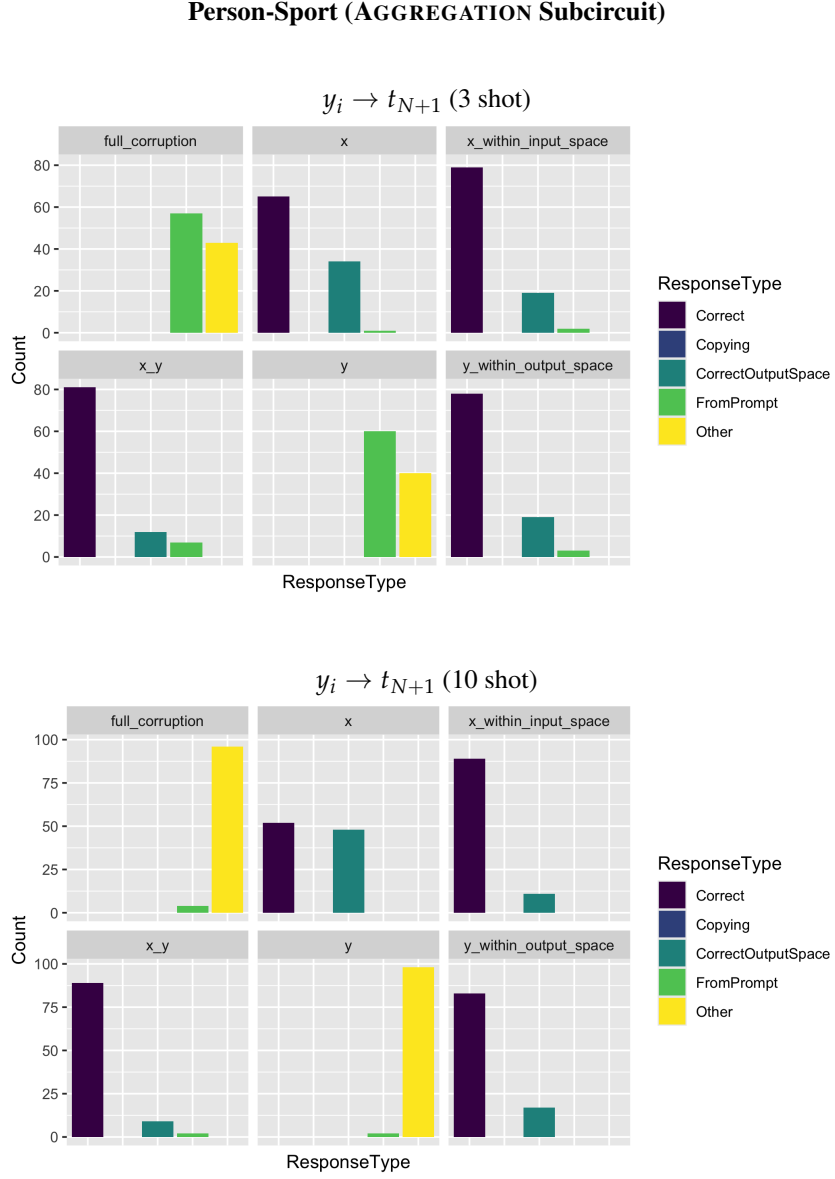 Person-Sport (AGGREGATION Subcircuit)
y_i → t_{N+1} (3 shot)
full_corruption x x_within_input_space
80
60
40
20
0
x_y y y_within_output_space
80
60
40
20
0
Count
ResponseType
ResponseType
Correct
Copying
CorrectOutputSpace
FromPrompt
Other
y_i → t_{N+1} (10 shot)
full_corruption x x_within_input_space
100
75
50
25
0
x_y y y_within_output_space
100
75
50
25
0
Count
ResponseType
ResponseType
Correct
Copying
CorrectOutputSpace
FromPrompt
Other